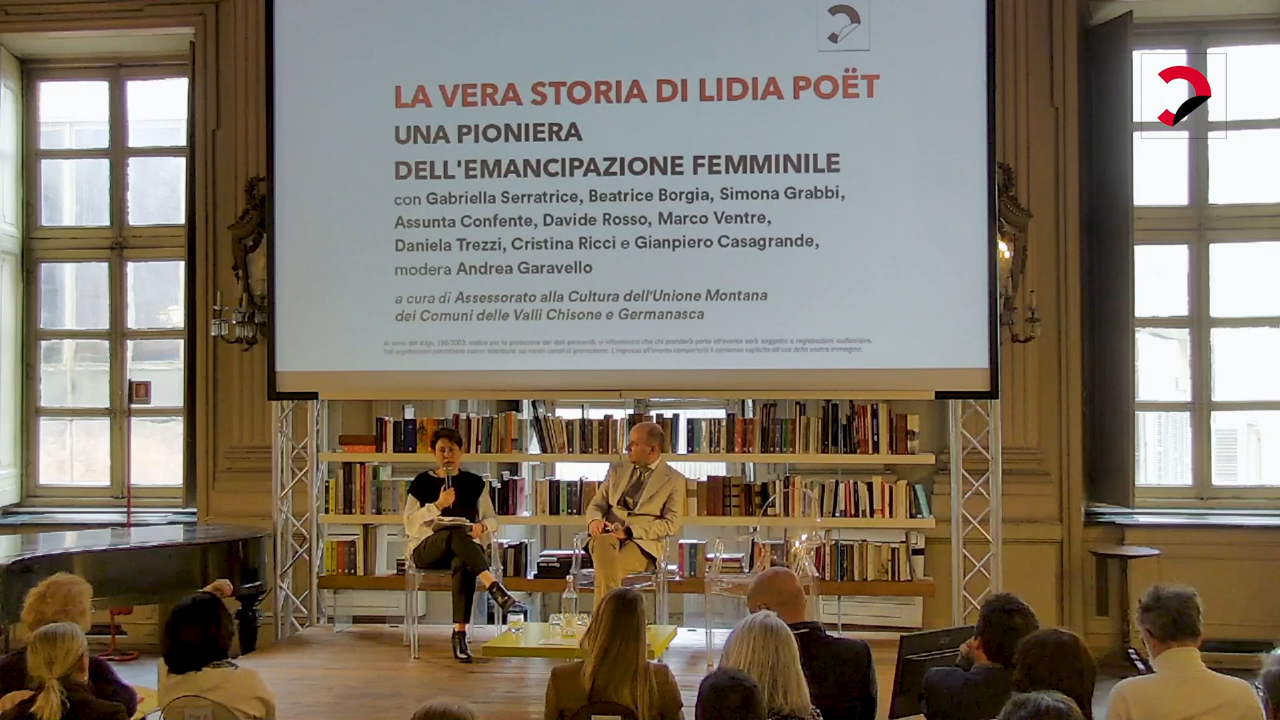 LA VERA STORIA DI LIDIA POËT
UNA PIONIERA
DELL'EMANCIPAZIONE FEMMINILE
con Gabriella Serratrice, Beatrice Borgia, Simona Grabbi,
Assunta Confente, Davide Rosso, Marco Ventre,
Daniela Trezzi, Cristina Ricci e Gianpiero Casagrande,
modera Andrea Garavello
a cura di Assessorato alla Cultura dell'Unione Montana
dei Comuni delle Valli Chisone e Germanasca